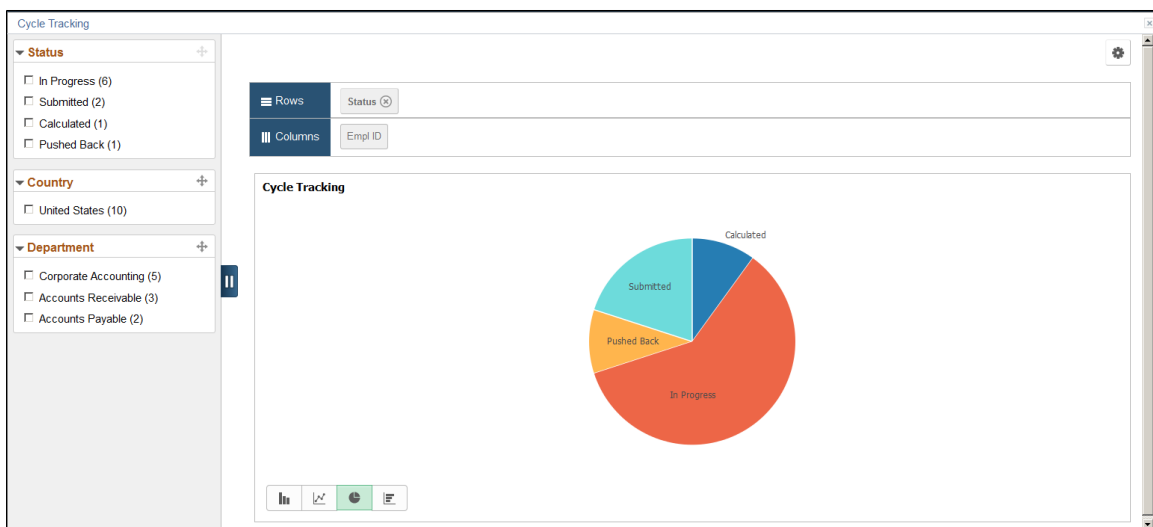 Cycle Tracking
Status
In Progress (6)
Submitted (2)
Calculated (1)
Pushed Back (1)
Country
United States (10)
Department
Corporate Accounting (5)
Accounts Receivable (3)
Accounts Payable (2)
Rows
Status
Columns
Empl ID
Cycle Tracking
Calculated
Submitted
Pushed Back
In Progress